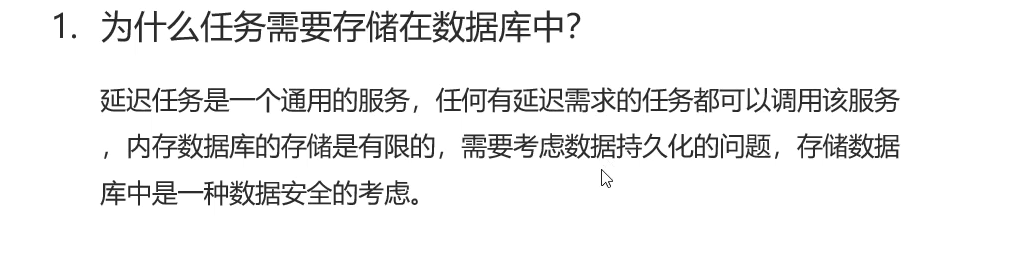 1. 为什么任务需要存储在数据库中?
延迟任务是一个通用的服务，任何有延迟需求的任务都可以调用该服务
，内存数据库的存储是有限的，需要考虑数据持久化的问题，存储数据
库中是一种数据安全的考虑。